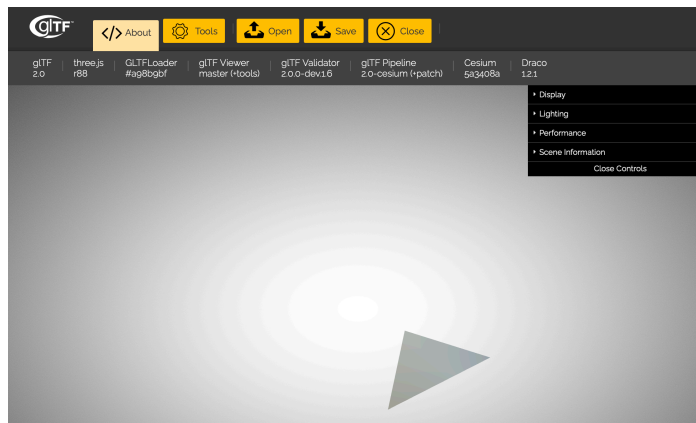 glTF™
</> About
Tools
Open
Save
Close
glTF
2.0
three.js
r88
GLTFLoader
#a98b9bf
glTF Viewer
master (+tools)
glTF Validator
2.0.0-dev.1.6
glTF Pipeline
2.0-cesium (+patch)
Cesium
5a3408a
Draco
1.2.1
Display
Lighting
Performance
Scene Information
Close Controls